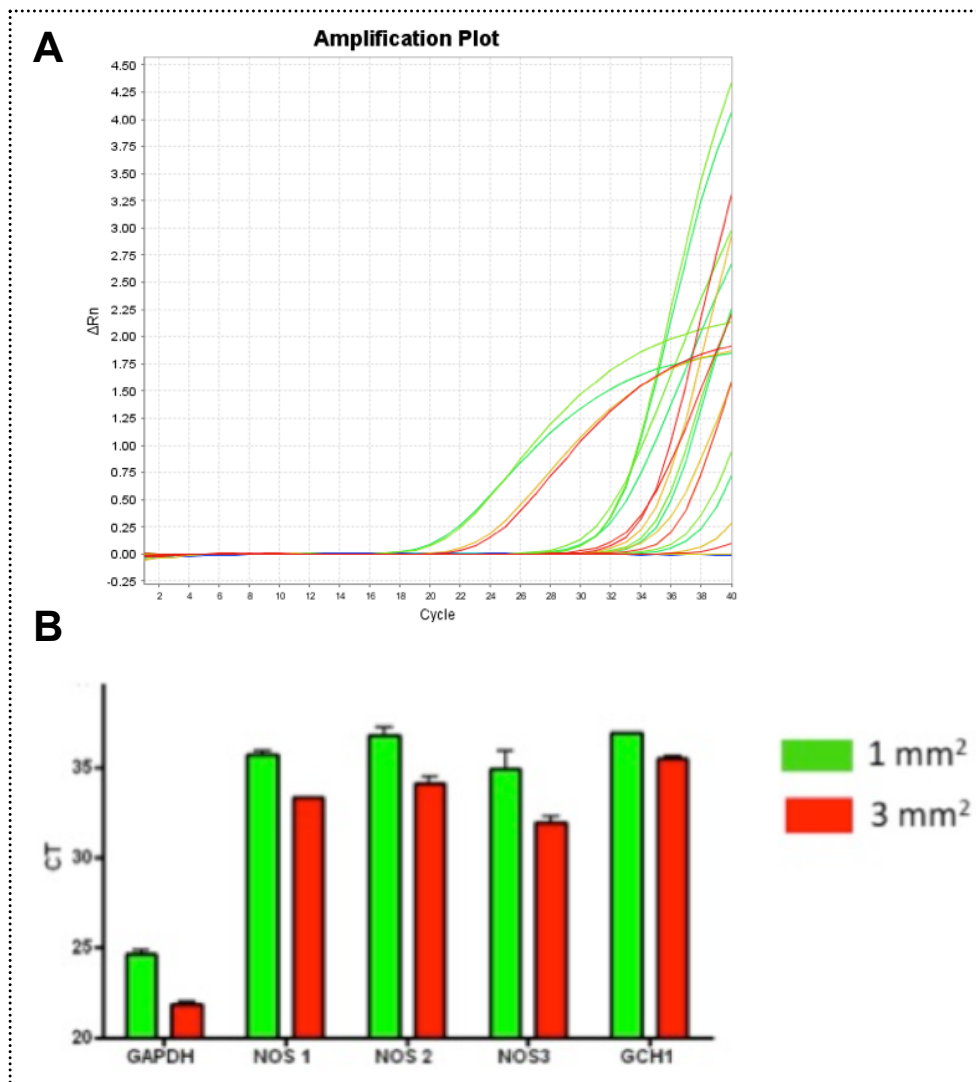 A
Amplification Plot
4.50
4.25
4.00
3.75
3.50
3.25
3.00
2.75
2.50
2.25
2.00
1.75
1.50
1.25
1.00
0.75
0.50
0.25
0.00
-0.25
ΔRn
2 4 6 8 10 12 14 16 18 20 22 24 26 28 30 32 34 36 38 40
Cycle
B
35
30
25
20
CT
GAPDH NOS 1 NOS 2 NOS3 GCH1
1 mm²
3 mm²